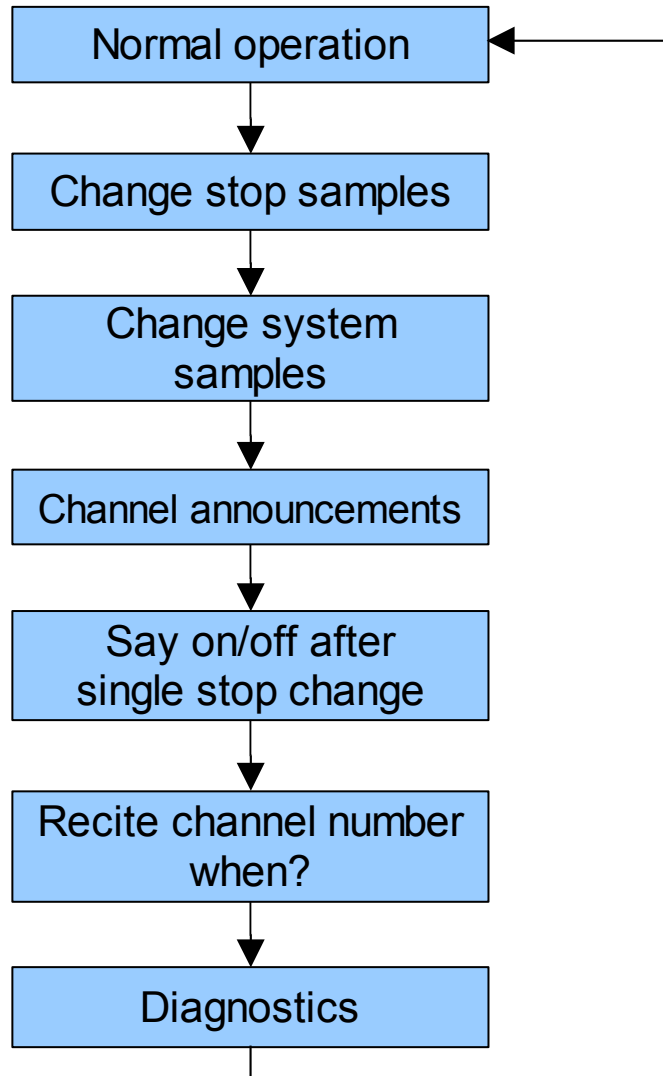 Normal operation
Change stop samples
Change system
samples
Channel announcements
Say on/off after
single stop change
Recite channel number
when?
Diagnostics